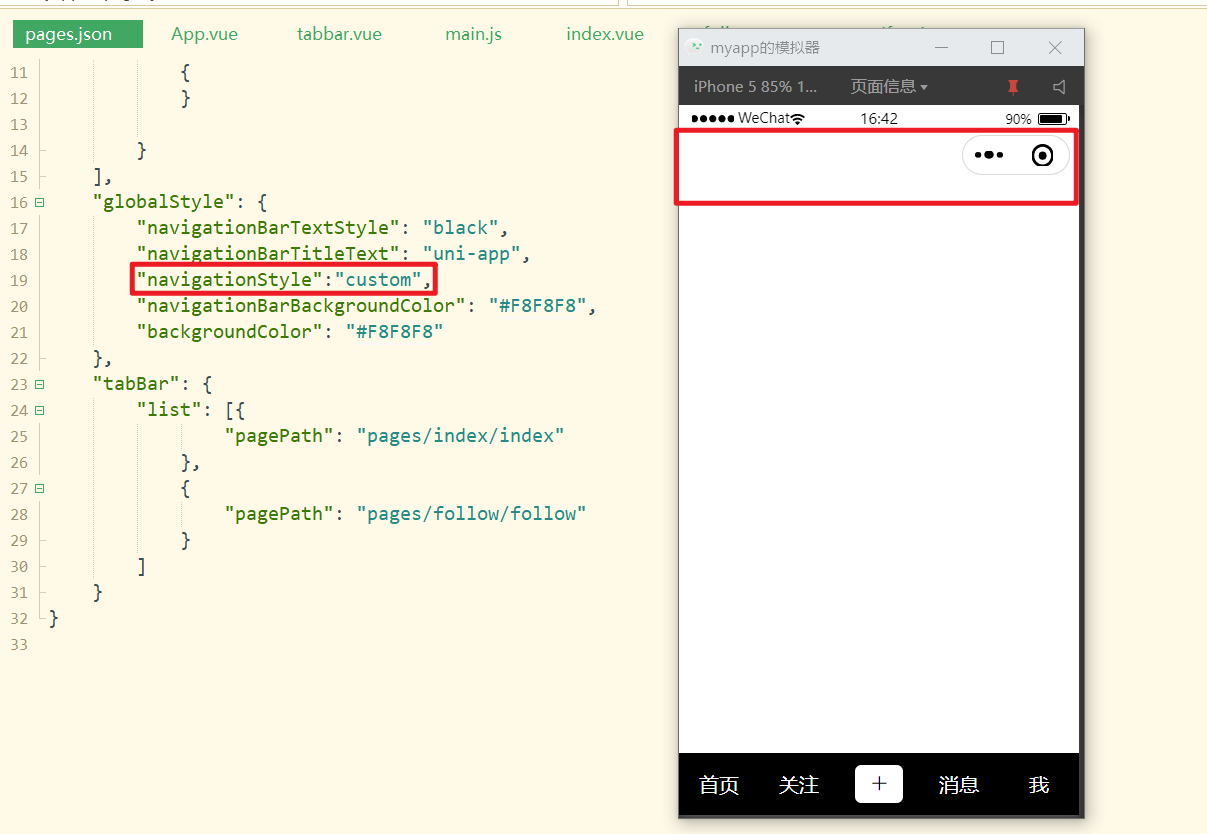 pages.json App.vue tabbar.vue main.js index.vue
11 {
12 }
13
14 }
15 ],
16 "globalStyle": {
17 "navigationBarTextStyle": "black",
18 "navigationBarTitleText": "uni-app",
19 "navigationStyle":"custom",
20 "navigationBarBackgroundColor": "#F8F8F8",
21 "backgroundColor": "#F8F8F8"
22 },
23 "tabBar": {
24 "list": [{
25 "pagePath": "pages/index/index"
26 },
27 {
28 "pagePath": "pages/follow/follow"
29 }
30 ]
31 }
32 }
33
myapp的模拟器
iPhone 5 85% 1... 页面信息
WeChat 16:42 90%
首页 关注 + 消息 我